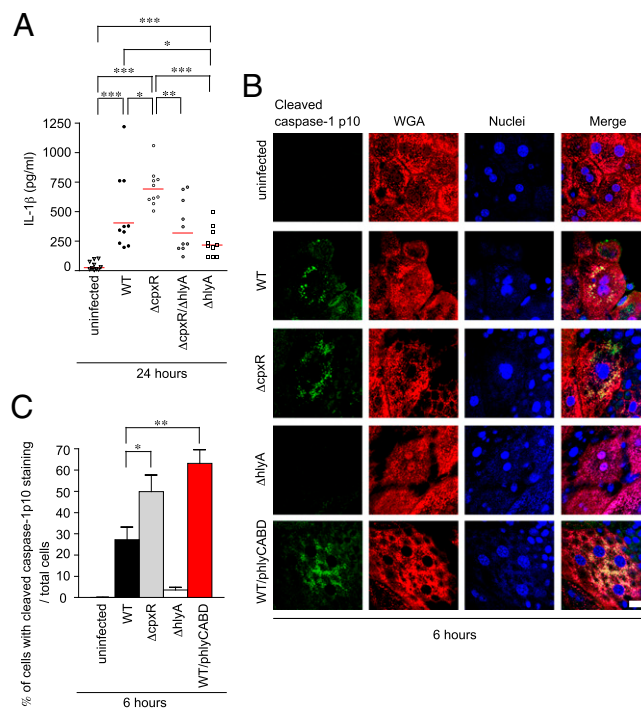 A
***
*
*** ***
*** * **
1250
1000
750
500
250
0
IL-1β (pg/ml)
uninfected
WT
ΔcpxR
ΔcpxR/ΔhlyA
ΔhlyA
24 hours
B
Cleaved
caspase-1 p10 WGA Nuclei Merge
uninfected
WT
ΔcpxR
ΔhlyA
WT/phlyCABD
6 hours
C
**
*
70
60
50
40
30
20
10
0
% of cells with cleaved caspase-1p10 staining
/ total cells
uninfected
WT
ΔcpxR
ΔhlyA
WT/phlyCABD
6 hours